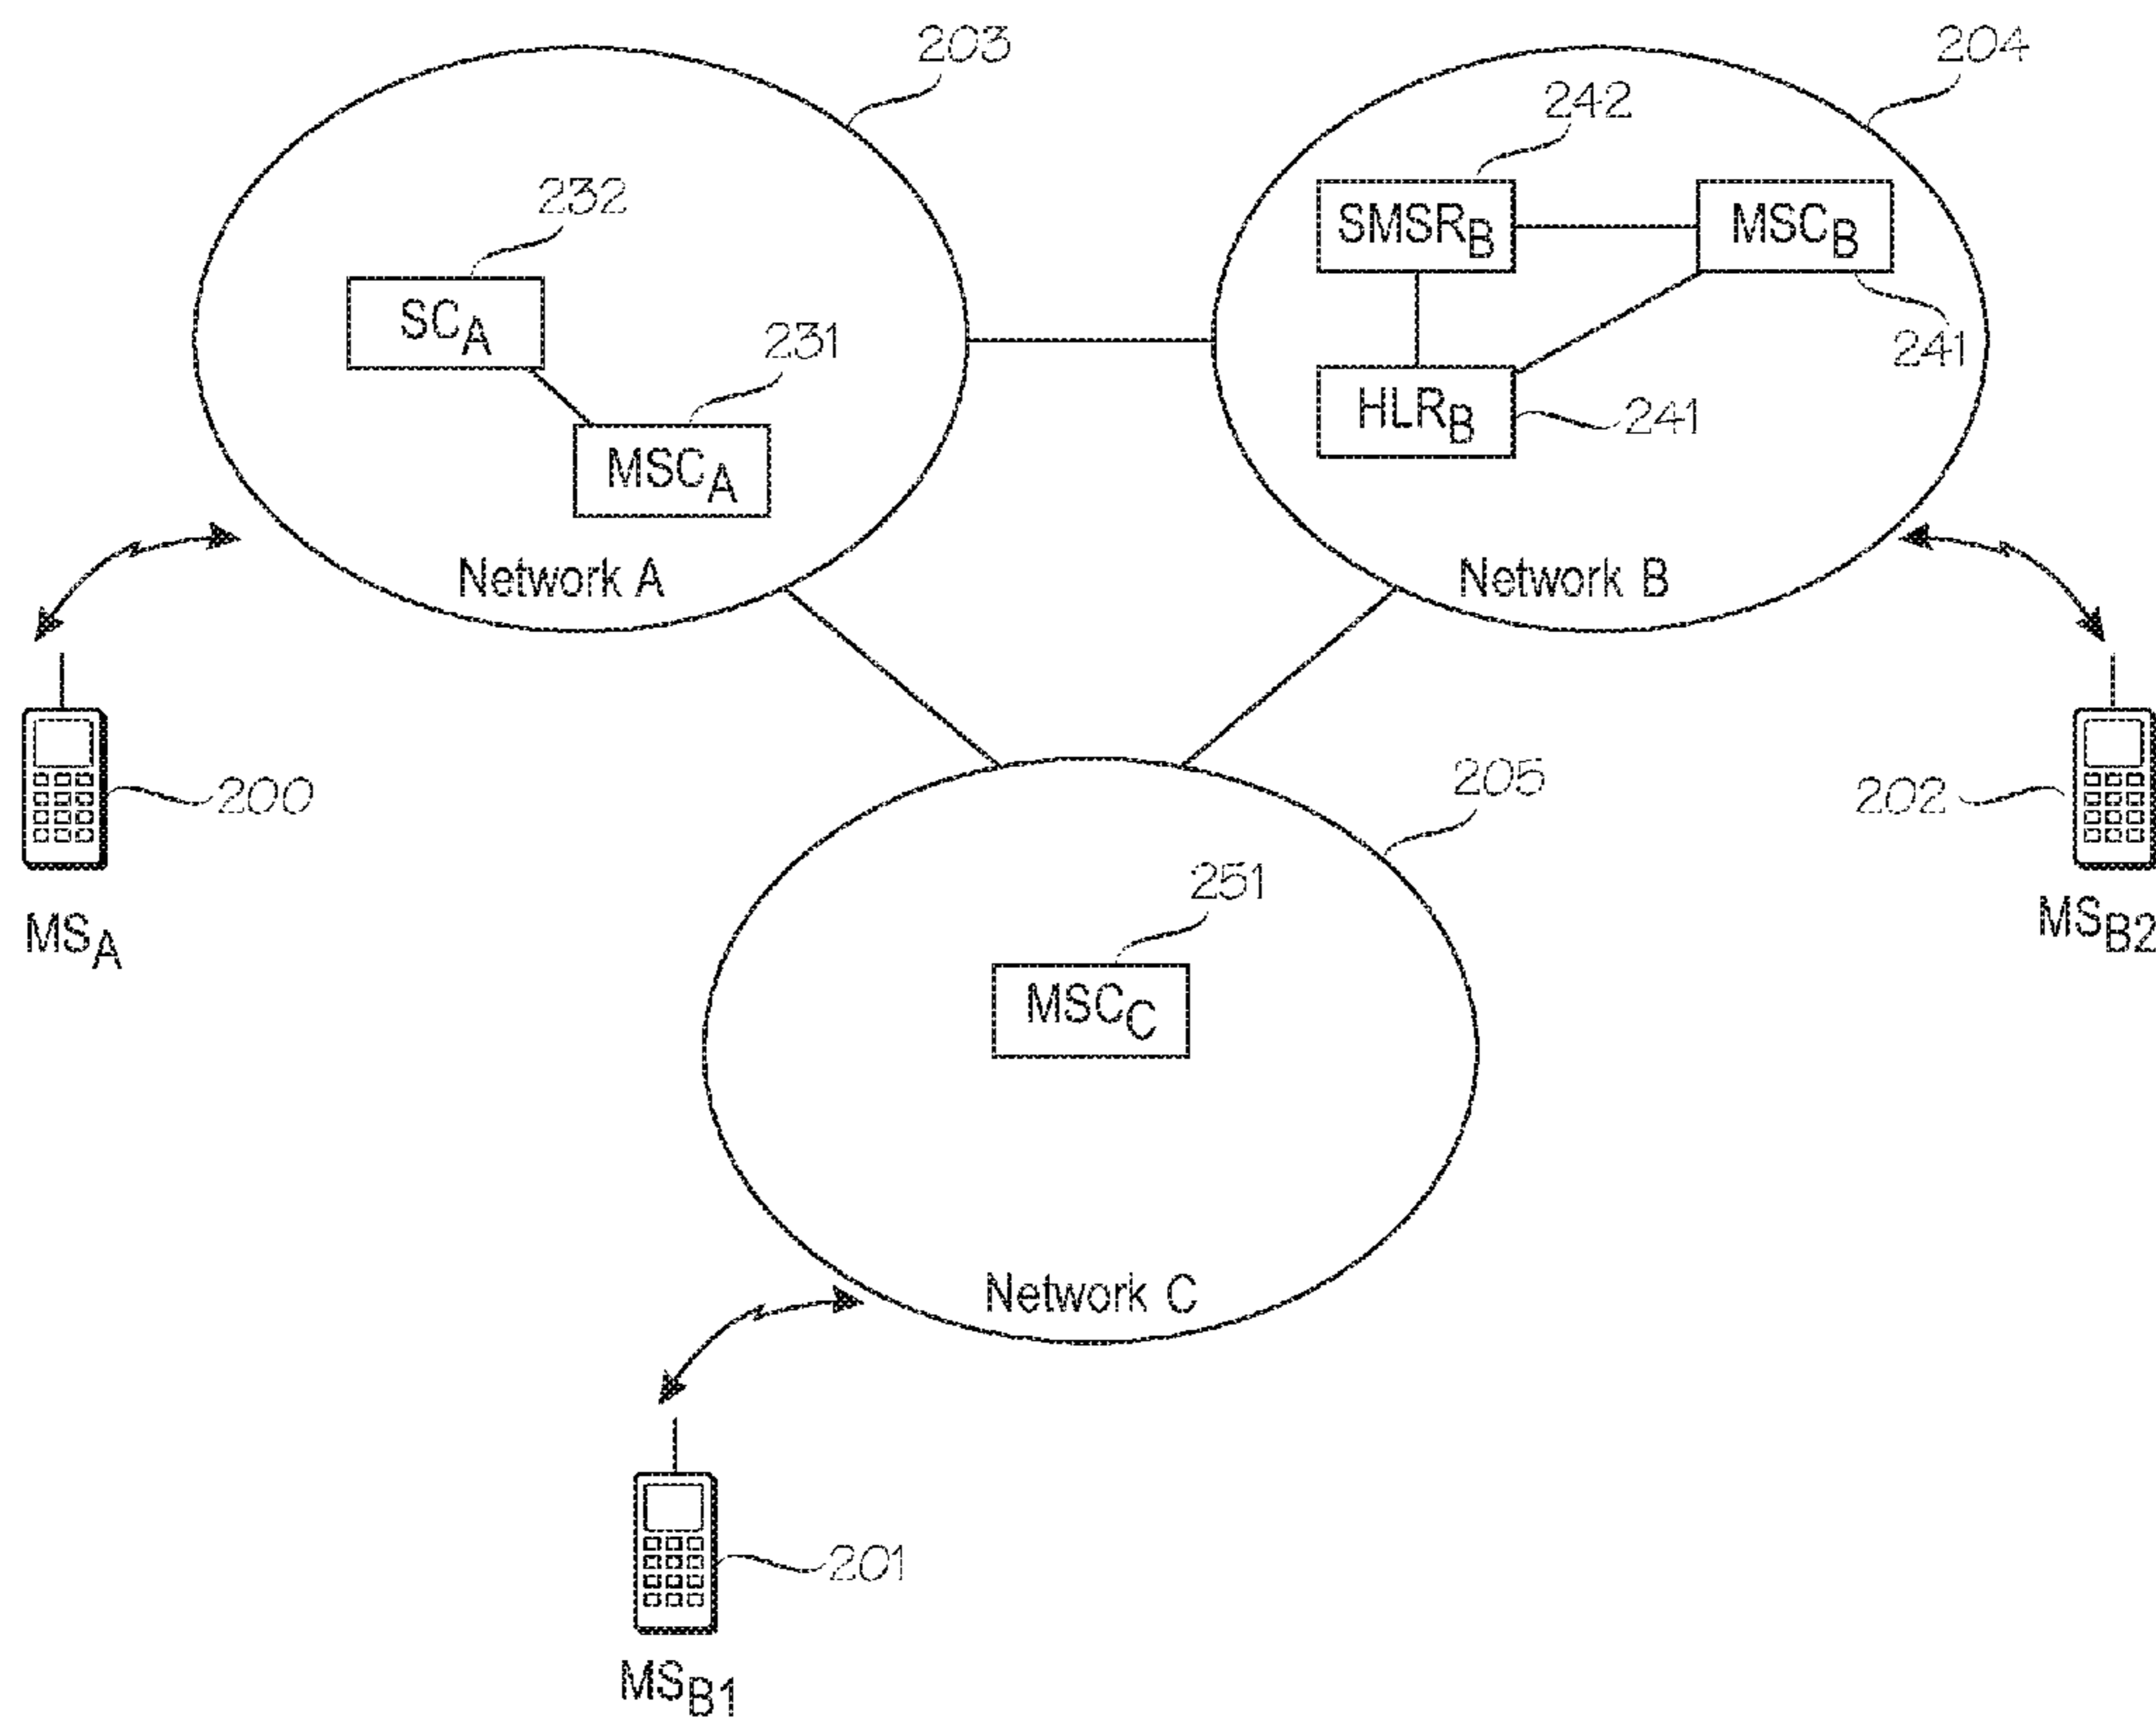 203
204
242
232
SMSRB
MSCB
SCA
231
241
HLRB
241
MSCA
Network A
Network B
200
205
202
251
MSA
MSB2
MSCC
Network C
201
MSB1